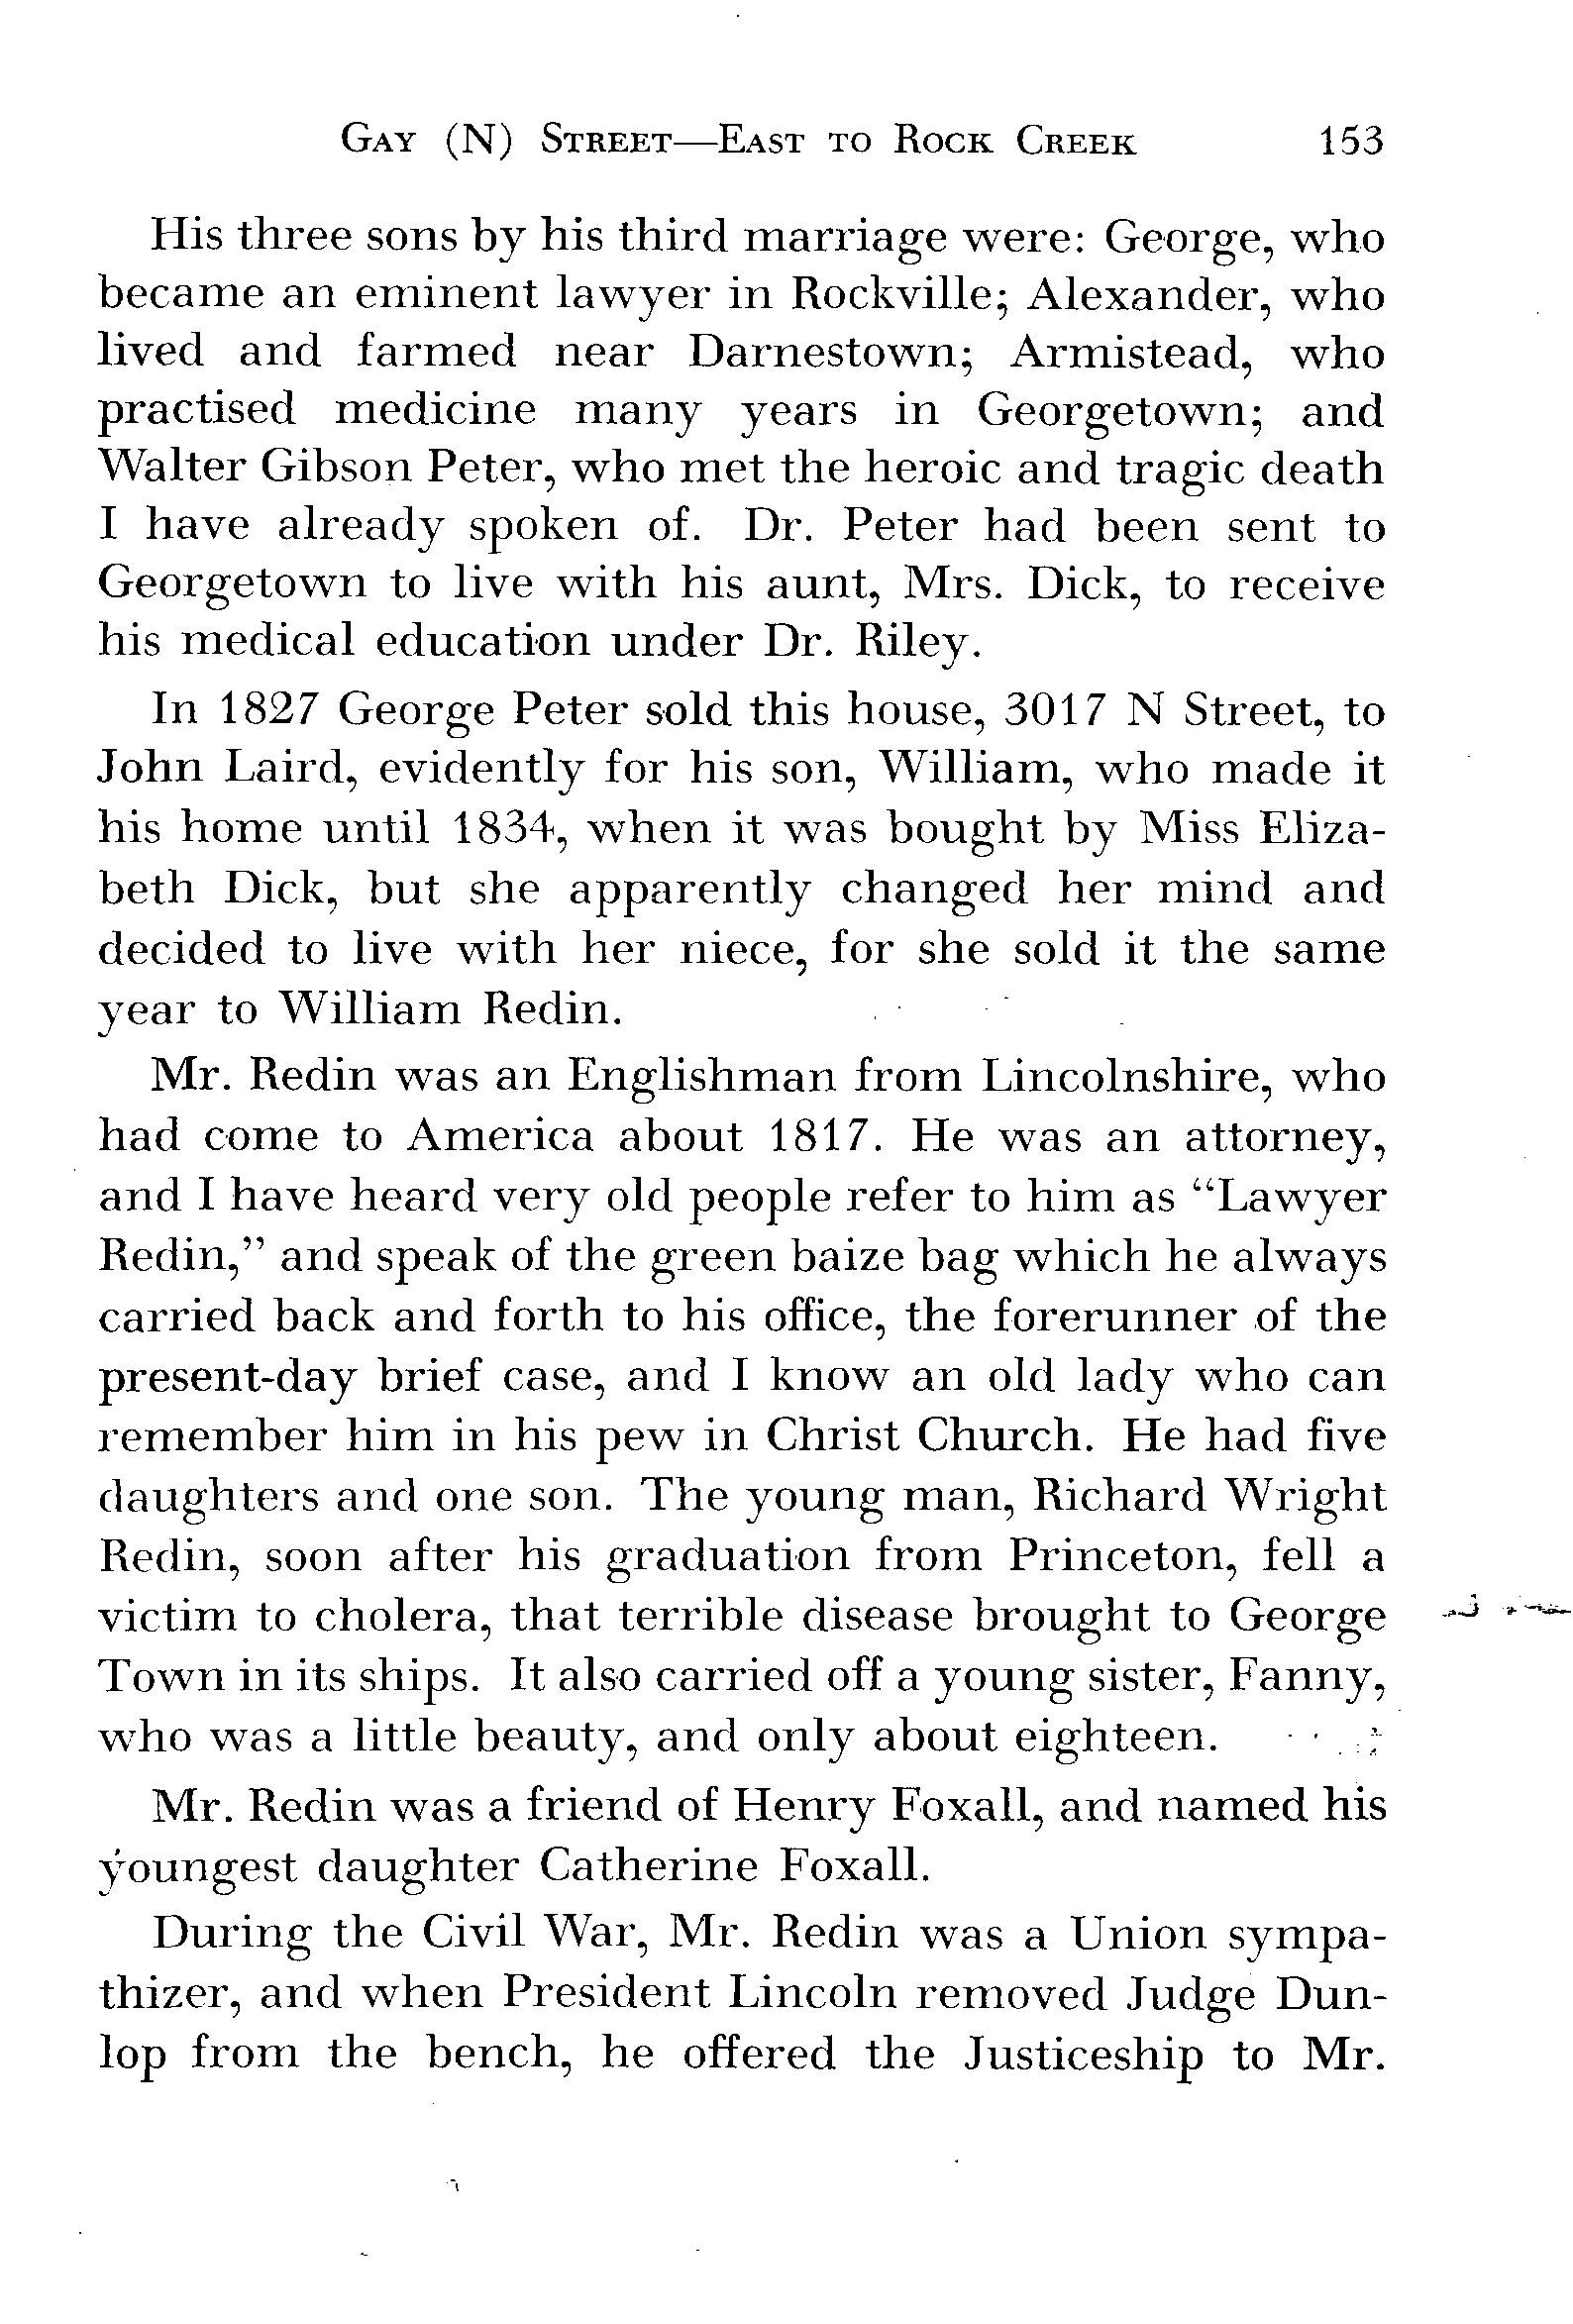 GAY (N) STREET—EAST TO ROCK CREEK 153
His three sons by his third marriage were: George, who
became an eminent lawyer in Rockville; Alexander, who
lived and farmed near Darnestown; Armistead, who
practised medicine many years in Georgetown; and
Walter Gibson Peter, who met the heroic and tragic death
I have already spoken of. Dr. Peter had been sent to
Georgetown to live with his aunt, Mrs. Dick, to receive
his medical education under Dr. Riley.
In 1827 George Peter sold this house, 3017 N Street, to
John Laird, evidently for his son, William, who made it
his home until 1834, when it was bought by Miss Eliza-
beth Dick, but she apparently changed her mind and
decided to live with her niece, for she sold it the same
year to William Redin.
Mr. Redin was an Englishman from Lincolnshire, who
had come to America about 1817. He was an attorney,
and I have heard very old people refer to him as “Lawyer
Redin,” and speak of the green baize bag which he always
carried back and forth to his office, the forerunner of the
present-day brief case, and I know an old lady who can
remember him in his pew in Christ Church. He had five
daughters and one son. The young man, Richard Wright
Redin, soon after his graduation from Princeton, fell a
victim to cholera, that terrible disease brought to George
Town in its ships. It also carried off a young sister, Fanny,
who was a little beauty, and only about eighteen.
Mr. Redin was a friend of Henry Foxall, and named his
youngest daughter Catherine Foxall.
During the Civil War, Mr. Redin was a Union sympa-
thizer, and when President Lincoln removed Judge Dun-
lop from the bench, he offered the Justiceship to Mr.